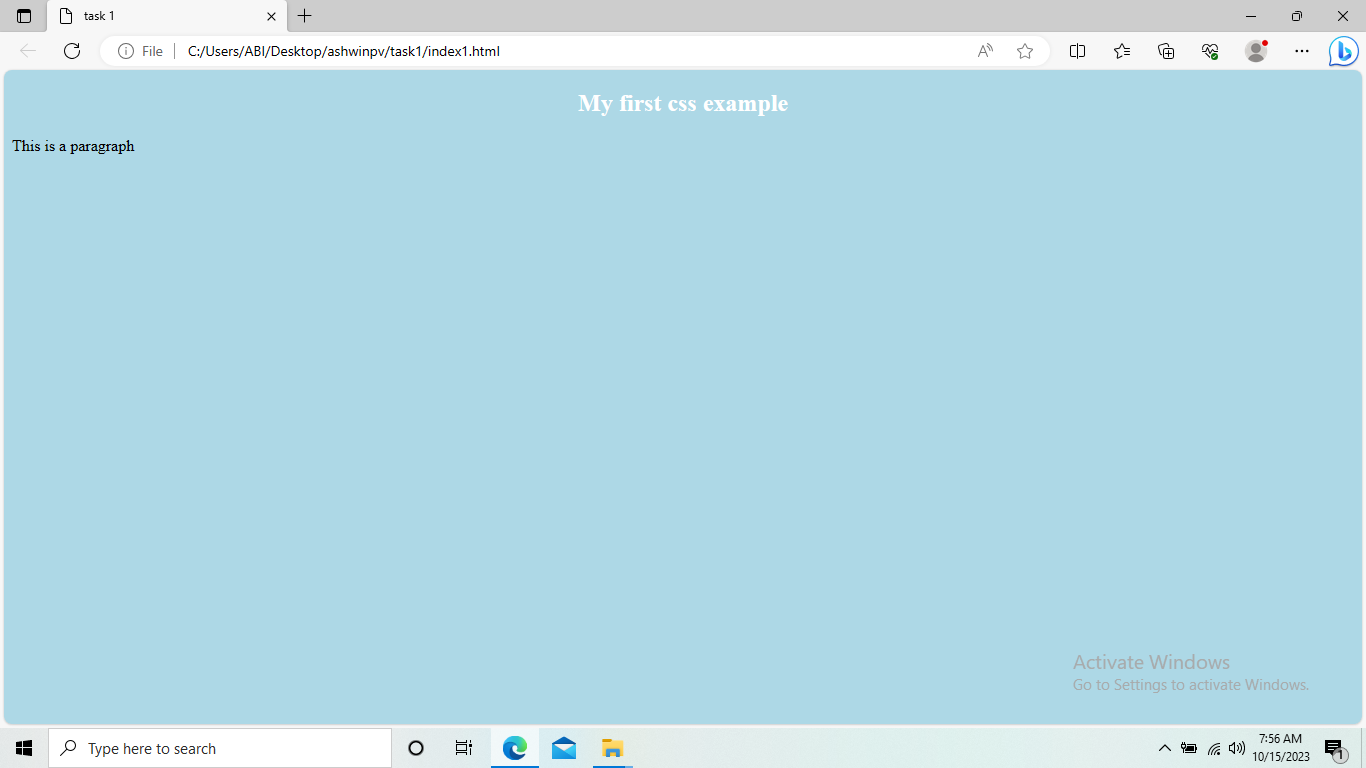 task 1
File
C:/Users/ABI/Desktop/ashwinpv/task1/index1.html
My first css example
This is a paragraph
Activate Windows
Go to Settings to activate Windows.
Type here to search
7:56 AM
10/15/2023
1